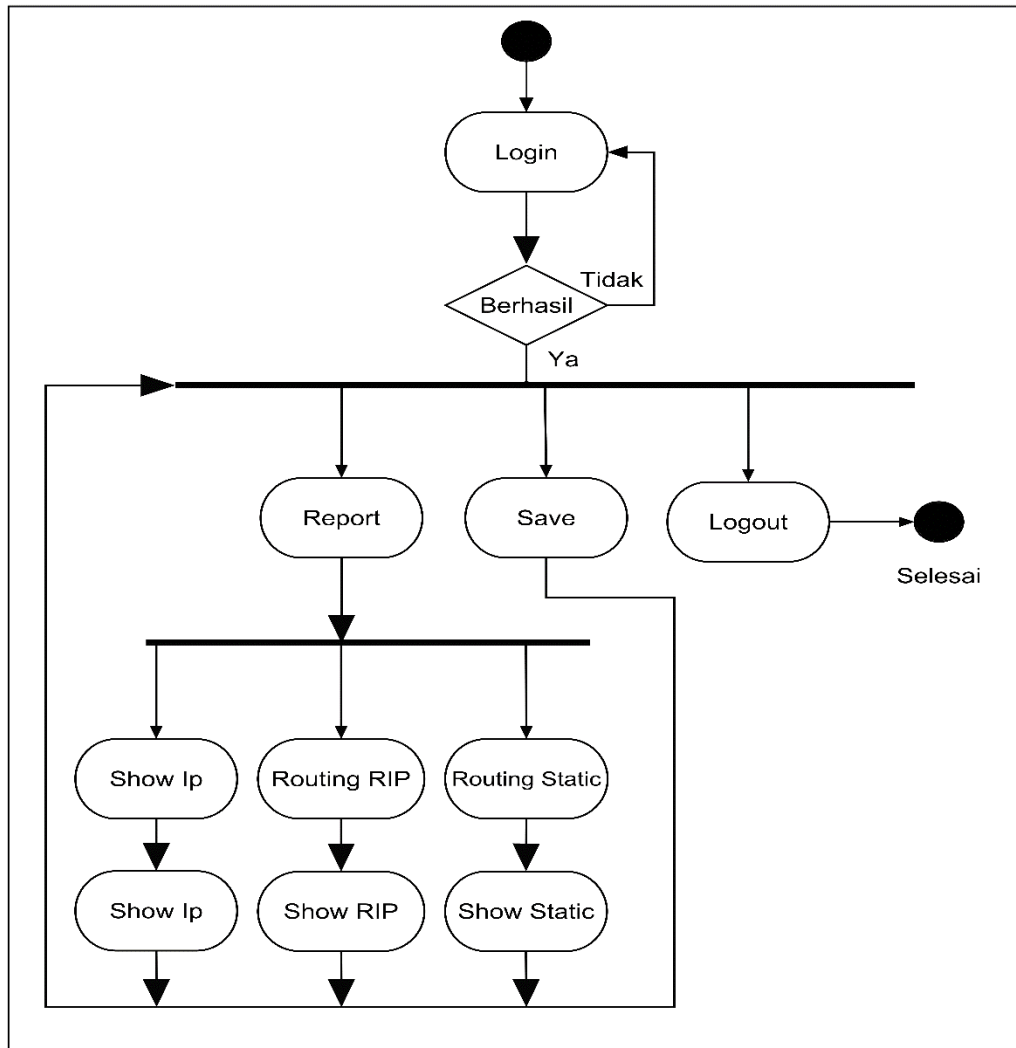 Login
Tidak
Berhasil
Ya
Report
Save
Logout
Selesai
Show Ip
Routing RIP
Routing Static
Show Ip
Show RIP
Show Static